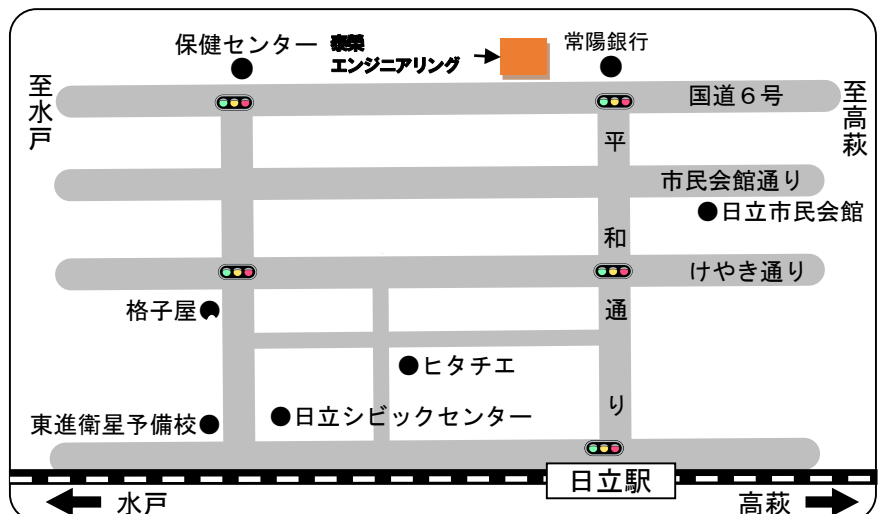 保健センター
泰榮
エンジニアリング
常陽銀行
至水戸
国道６号
至高萩
平和通り
市民会館通り
●日立市民会館
けやき通り
格子屋●
●ヒタチエ
●日立シビックセンター
東進衛星予備校●
日立駅
水戸
高萩